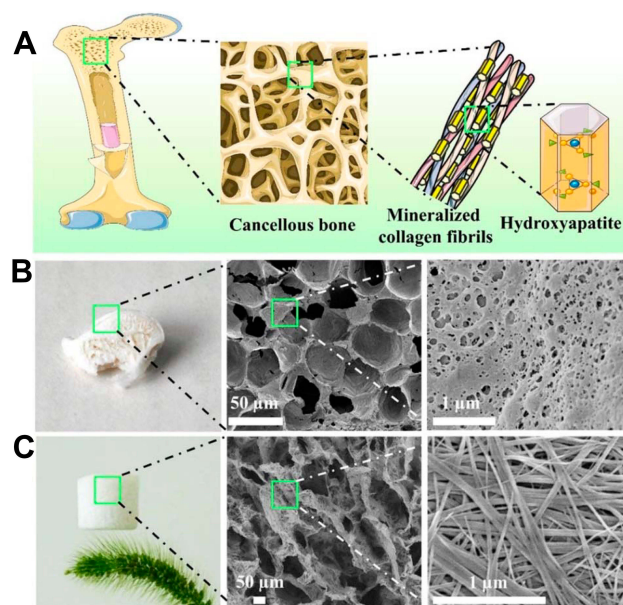 A
Cancellous bone
Mineralized
collagen fibrils
Hydroxyapatite
B
50 µm
1 µm
C
50 µm
1 µm